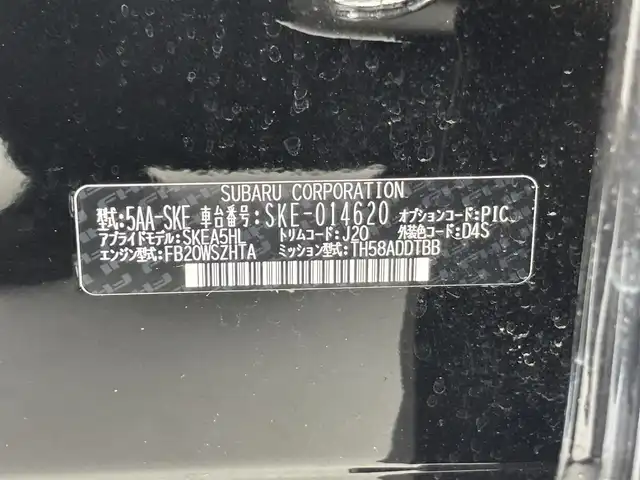 SUBARU CORPORATION
型式:5AA-SKE 車台番号:SKE-014620 オプションコード:PIC
アプライドモデル:SKEA5HL トリムコード:J20 外装色コード:D4S
エンジン型式:FB20WSZHTA ミッション型式:TH58ADDTBB